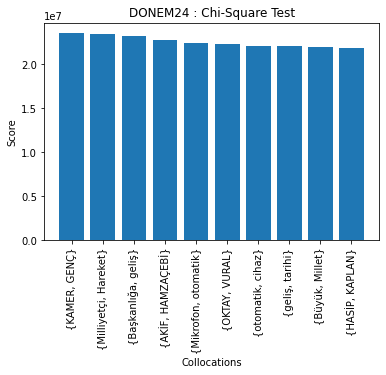 DONEM24 : Chi-Square Test
1e7
Score
2.0
1.5
1.0
0.5
0.0
{KAMER, GENÇ}
{Milliyetçi, Hareket}
{Başkanlığa, geliş}
{AKİF, HAMZAÇEBİ}
{Mikrofon, otomatik}
{OKTAY, VURAL}
{otomatik, cihaz}
{geliş, tarihi}
{Büyük, Millet}
{HASİP, KAPLAN}
Collocations